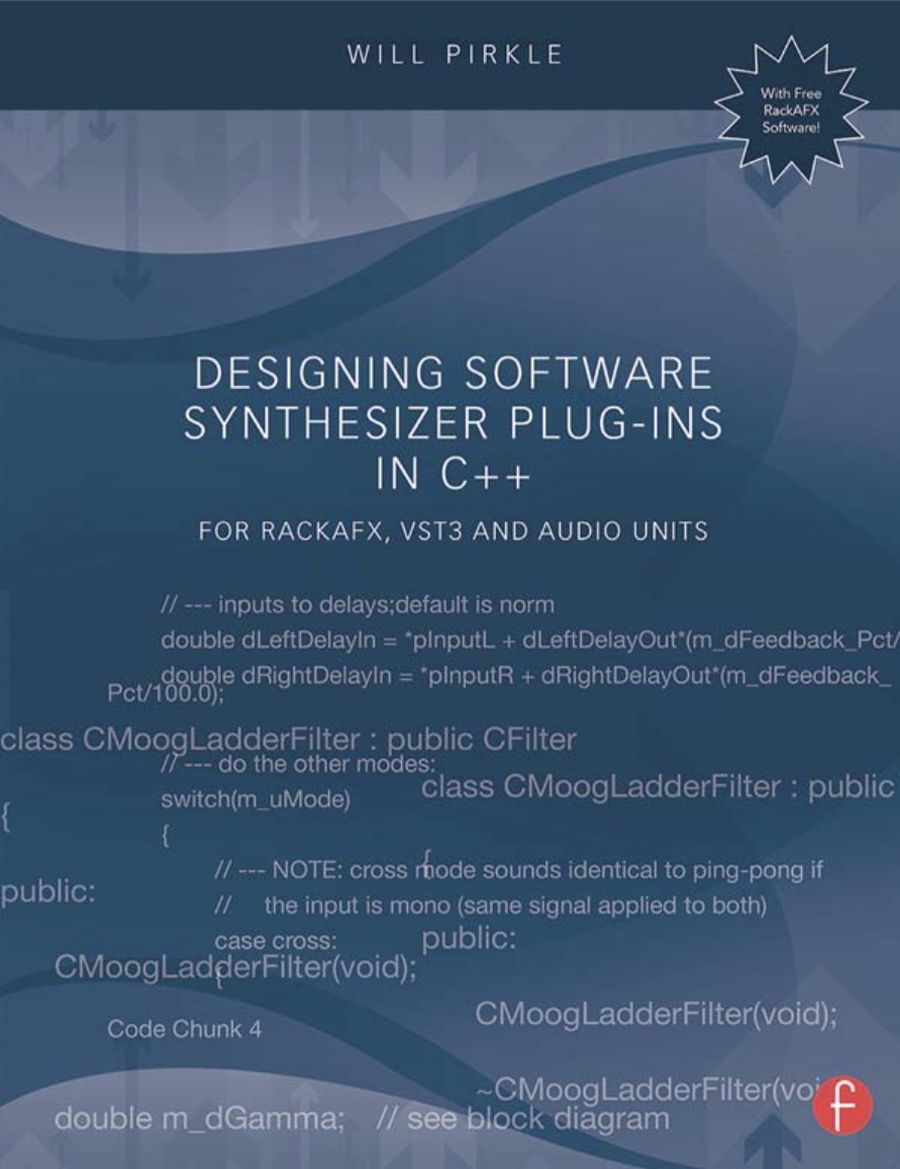 WILL PIRKLE
With Free
RackAFX
Software!
DESIGNING SOFTWARE
SYNTHESIZER PLUG-INS
IN C++
FOR RACKAFX, VST3 AND AUDIO UNITS
// --- inputs to delays;default is norm
double dLeftDelayIn = *pInputL + dLeftDelayOut*(m_dFeedback_Pct/
double dRightDelayIn = *pInputR + dRightDelayOut*(m_dFeedback_
Pct/100.0);
class CMoogLadderFilter : public CFilter
// --- do the other modes:
class CMoogLadderFilter : public
switch(m_uMode)
{
{
{
// --- NOTE: cross mode sounds identical to ping-pong if
public:
// the input is mono (same signal applied to both)
case cross:
public:
CMoogLadderFilter(void);
{
CMoogLadderFilter(void);
Code Chunk 4
~CMoogLadderFilter(voi
f
double m_dGamma; // see block diagram